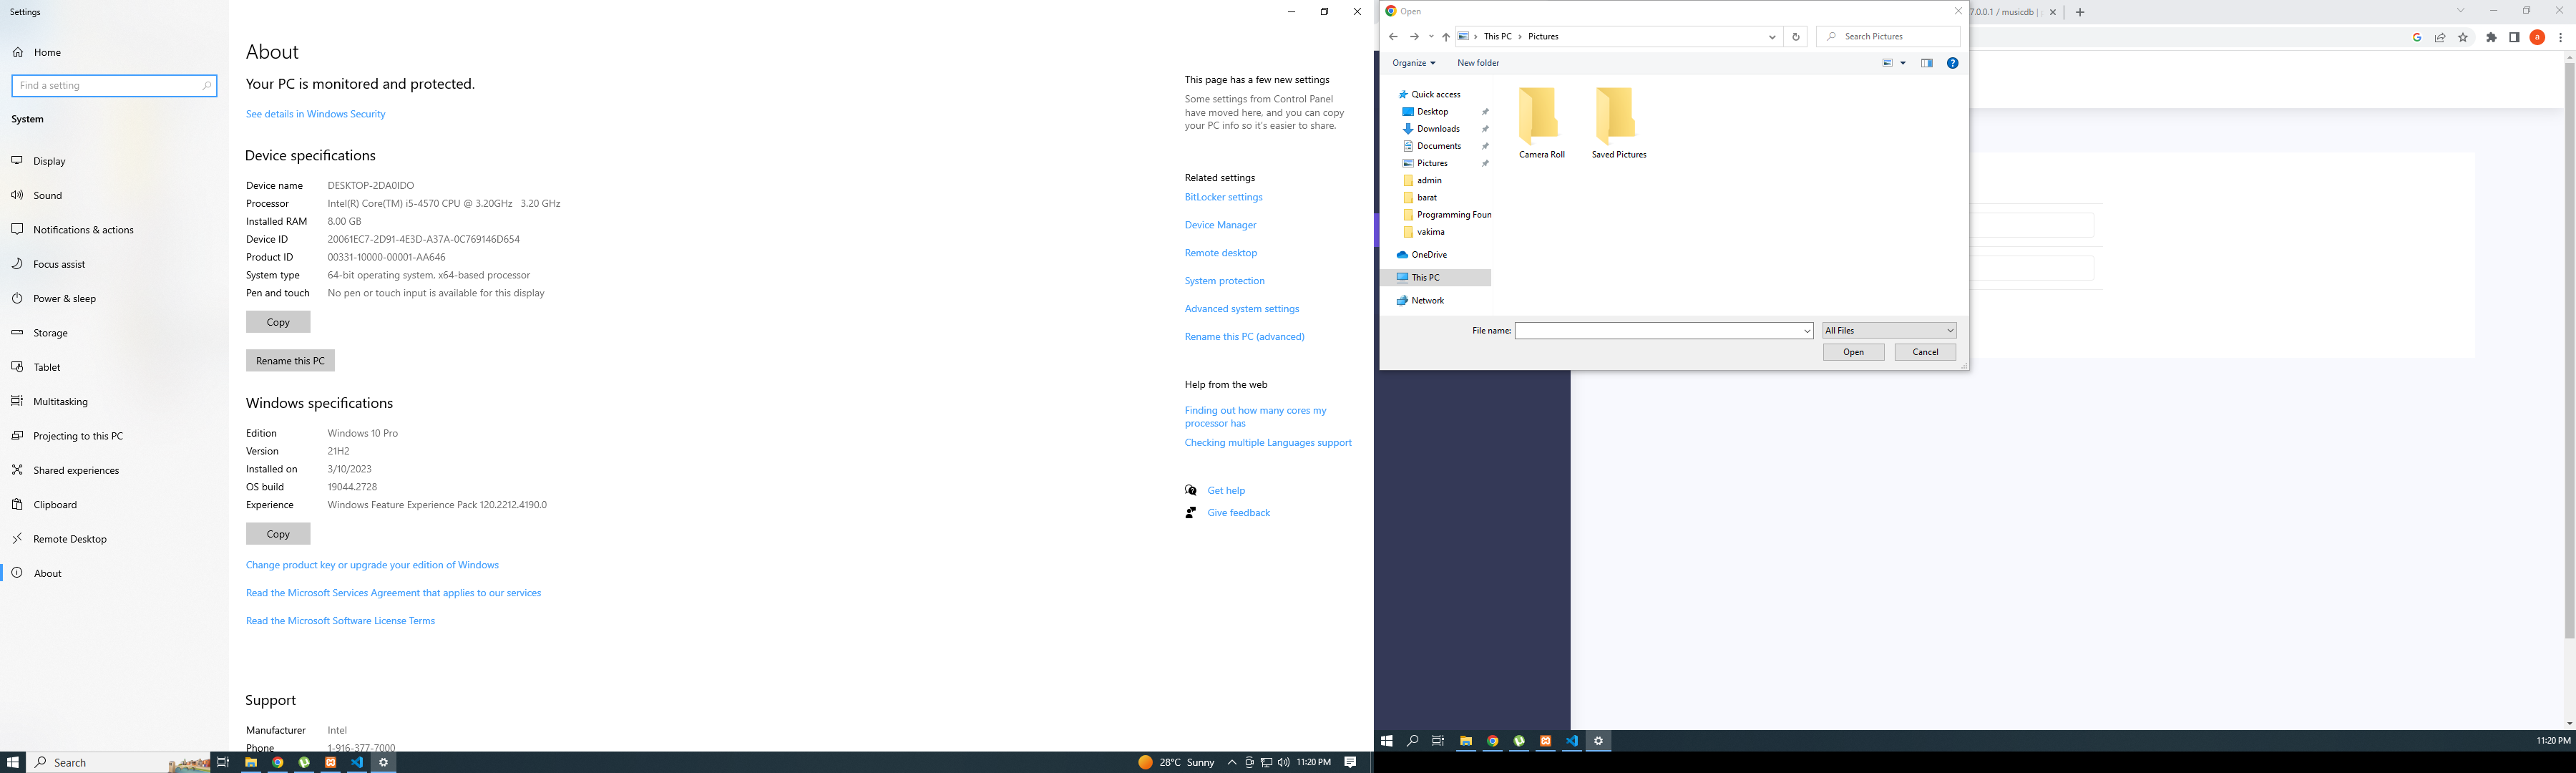 Settings
Home
Find a setting
System
Display
Sound
Notifications & actions
Focus assist
Power & sleep
Storage
Tablet
Multitasking
Projecting to this PC
Shared experiences
Clipboard
Remote Desktop
About
About
Your PC is monitored and protected.
See details in Windows Security
Device specifications
Device name DESKTOP-2DA0IDO
Processor Intel(R) Core(TM) i5-4570 CPU @ 3.20GHz 3.20 GHz
Installed RAM 8.00 GB
Device ID 20061EC7-2D91-4E3D-A37A-0C769146D654
Product ID 00331-10000-00001-AA646
System type 64-bit operating system, x64-based processor
Pen and touch No pen or touch input is available for this display
Copy
Rename this PC
Windows specifications
Edition Windows 10 Pro
Version 21H2
Installed on 3/10/2023
OS build 19044.2728
Experience Windows Feature Experience Pack 120.2212.4190.0
Copy
Change product key or upgrade your edition of Windows
Read the Microsoft Services Agreement that applies to our services
Read the Microsoft Software License Terms
Support
Manufacturer Intel
Phone 1-916-377-7000
This page has a few new settings
Some settings from Control Panel
have moved here, and you can copy
your PC info so it's easier to share.
Related settings
BitLocker settings
Device Manager
Remote desktop
System protection
Advanced system settings
Rename this PC (advanced)
Help from the web
Finding out how many cores my
processor has
Checking multiple Languages support
Get help
Give feedback
Search
28°C Sunny
11:20 PM
Open
This PC > Pictures
Search Pictures
Organize
New folder
Quick access
Desktop
Downloads
Documents
Pictures
admin
barat
Programming Foun
vakima
OneDrive
This PC
Network
Camera Roll
Saved Pictures
File name:
All Files
Open
Cancel
7.0.0.1 / musicdb |
a
11:20 PM